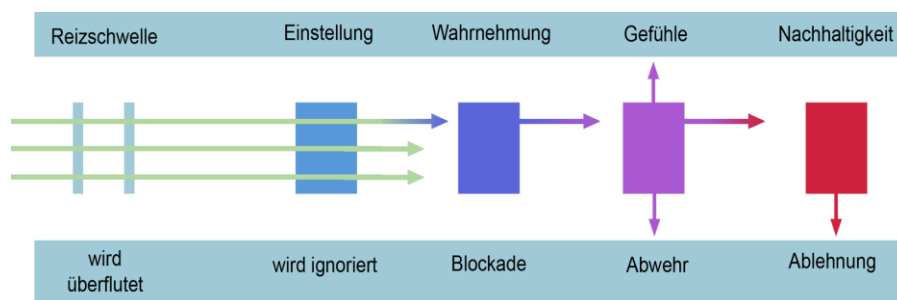 Reizschwelle Einstellung Wahrnehmung Gefühle Nachhaltigkeit
wird
überflutet
wird ignoriert
Blockade
Abwehr
Ablehnung